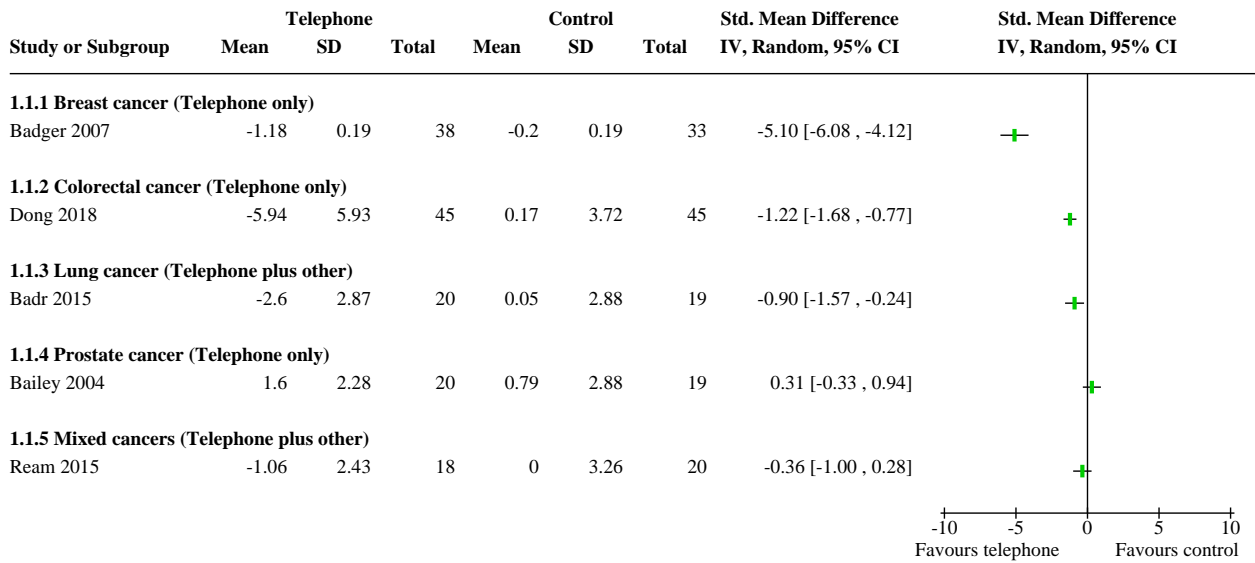 Telephone Control Std. Mean Difference Std. Mean Difference
Study or Subgroup Mean SD Total Mean SD Total IV, Random, 95% CI IV, Random, 95% CI
1.1.1 Breast cancer (Telephone only)
Badger 2007 -1.18 0.19 38 -0.2 0.19 33 -5.10 [-6.08 , -4.12]
1.1.2 Colorectal cancer (Telephone only)
Dong 2018 -5.94 5.93 45 0.17 3.72 45 -1.22 [-1.68 , -0.77]
1.1.3 Lung cancer (Telephone plus other)
Badr 2015 -2.6 2.87 20 0.05 2.88 19 -0.90 [-1.57 , -0.24]
1.1.4 Prostate cancer (Telephone only)
Bailey 2004 1.6 2.28 20 0.79 2.88 19 0.31 [-0.33 , 0.94]
1.1.5 Mixed cancers (Telephone plus other)
Ream 2015 -1.06 2.43 18 0 3.26 20 -0.36 [-1.00 , 0.28]
-10 -5 0 5 10
Favours telephone Favours control